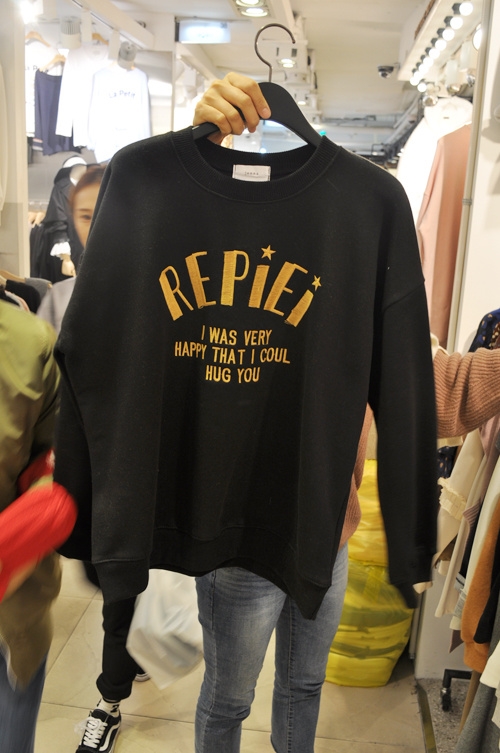 REPiEi
I WAS VERY
HAPPY THAT I COUL
HUG YOU